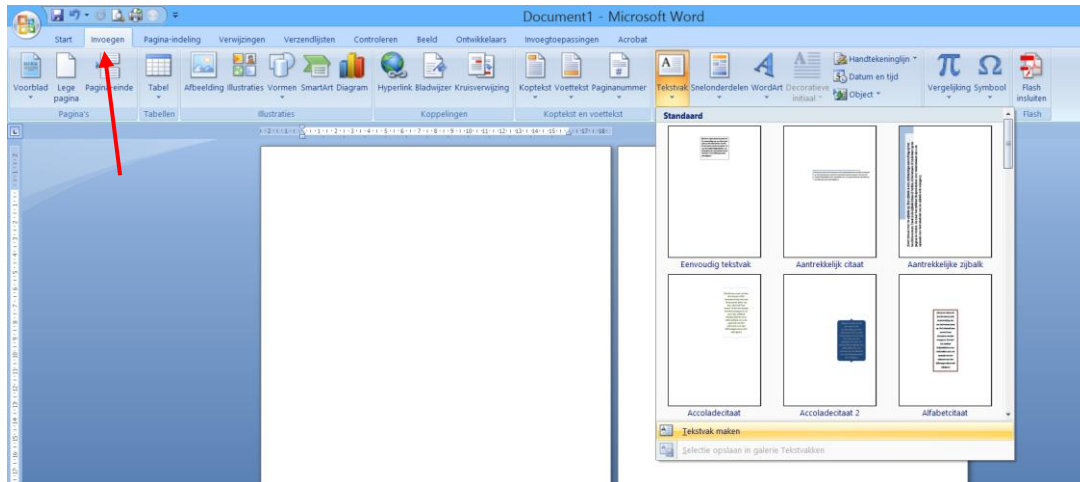 Document1 - Microsoft Word
Start Invoegen Pagina-indeling Verwijzingen Verzendlijsten Controleren Beeld Ontwikkelaars Invoegtoepassingen Acrobat
Voorblad Lege pagina Pagina-einde Tabel Afbeelding Illustraties Vormen SmartArt Diagram Hyperlink Bladwijzer Kruisverwijzing Koptekst Voettekst Paginanummer Tekstvak Snelonderdelen WordArt Decoratieve initiaal
Handtekeninglijn
Datum en tijd
Object
Vergelijking Symbool Flash insluiten
Pagina's Tabellen Illustraties Koppelingen Koptekst en voettekst Flash
Standaard
Eenvoudig tekstvak Aantrekkelijk citaat Aantrekkelijke zijbalk
Accoladecitaat Accoladecitaat 2 Alfabetcitaat
Tekstvak maken
Selectie opslaan in galerie Tekstvakken